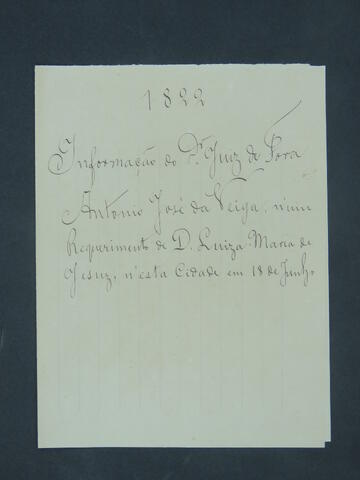 1822
Informação do Dr Juiz de Fora
Antonio José da Veiga, n'um
Requerimento de D. Luiza Maria de
Jesuz, n'esta Cidade em 18 de Junho